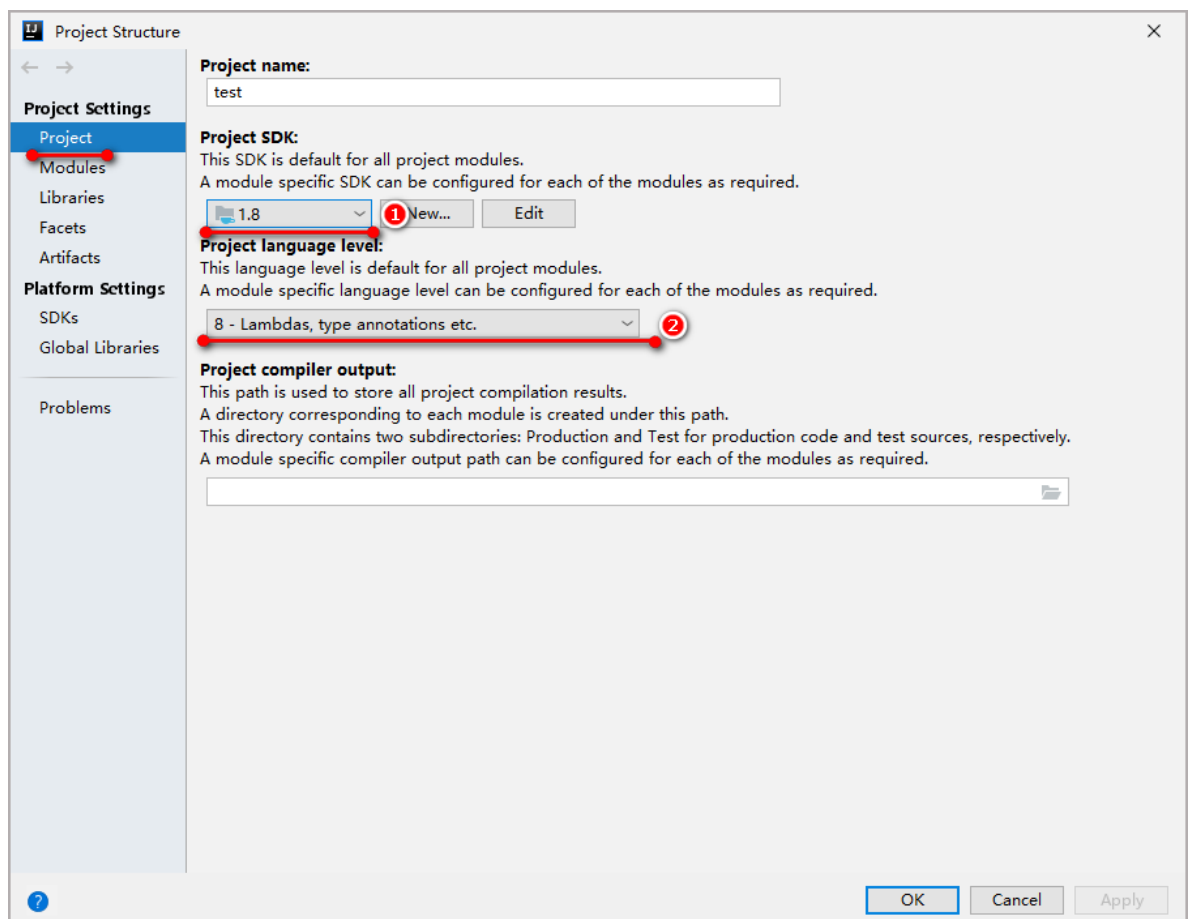 Project Structure
Project Settings
Project
Modules
Libraries
Facets
Artifacts
Platform Settings
SDKs
Global Libraries
Problems
Project name:
test
Project SDK:
This SDK is default for all project modules.
A module specific SDK can be configured for each of the modules as required.
1.8 1 New... Edit
Project language level:
This language level is default for all project modules.
A module specific language level can be configured for each of the modules as required.
8 - Lambdas, type annotations etc. 2
Project compiler output:
This path is used to store all project compilation results.
A directory corresponding to each module is created under this path.
This directory contains two subdirectories: Production and Test for production code and test sources, respectively.
A module specific compiler output path can be configured for each of the modules as required.
? OK Cancel Apply